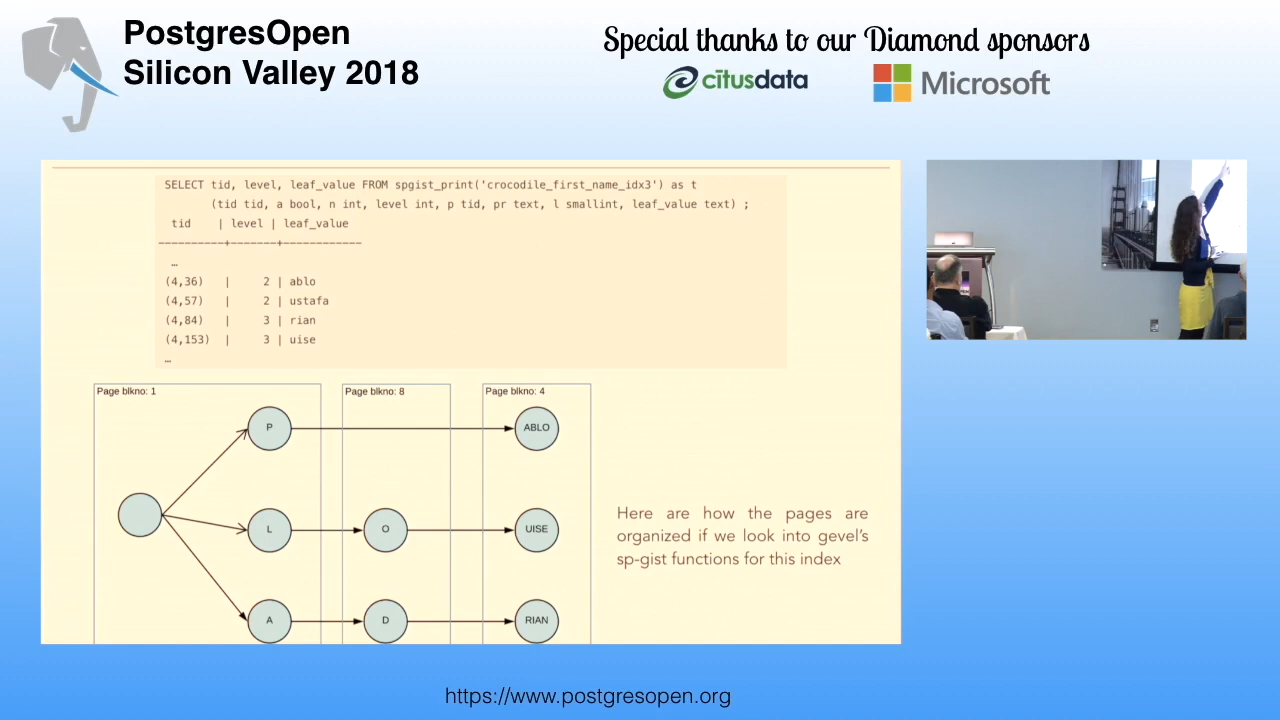 PostgresOpen
Silicon Valley 2018
Special thanks to our Diamond sponsors
citusdata
Microsoft
SELECT tid, level, leaf_value FROM spgist_print('crocodile_first_name_idx3') as t
(tid tid, a bool, n int, level int, p tid, pr text, l smallint, leaf_value text) ;
tid | level | leaf_value
----------+-------+------------
…
(4,36) | 2 | ablo
(4,57) | 2 | ustafa
(4,84) | 3 | rian
(4,153) | 3 | uise
…
Page blkno: 1
Page blkno: 8
Page blkno: 4
P
ABLO
L
O
UISE
A
D
RIAN
Here are how the pages are
organized if we look into gevel's
sp-gist functions for this index
https://www.postgresopen.org